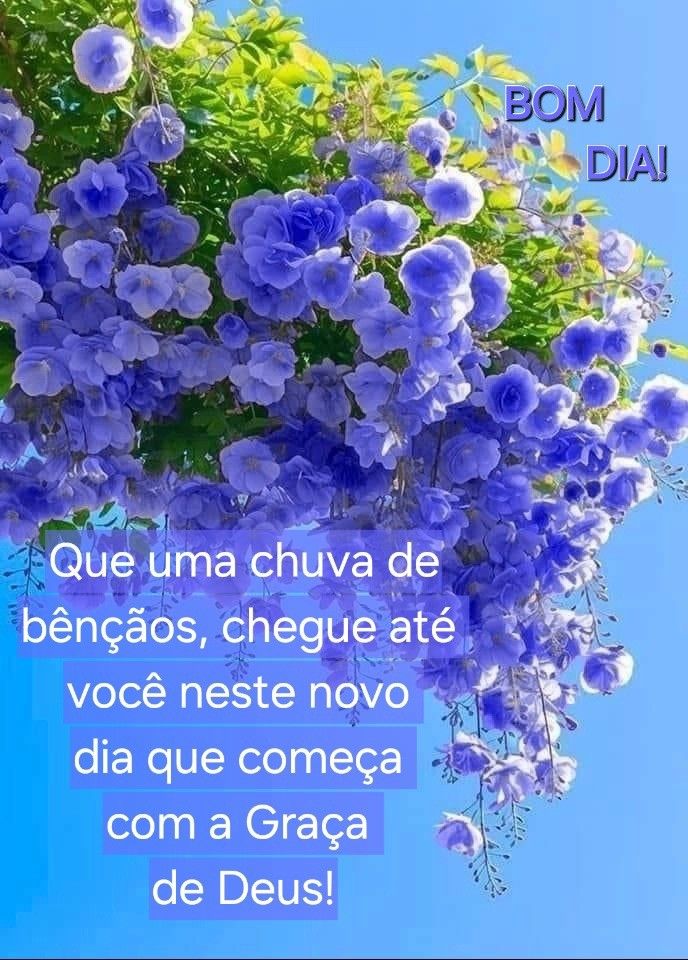 BOM
DIA!
Que uma chuva de
bênçãos, chegue até
você neste novo
dia que começa
com a Graça
de Deus!